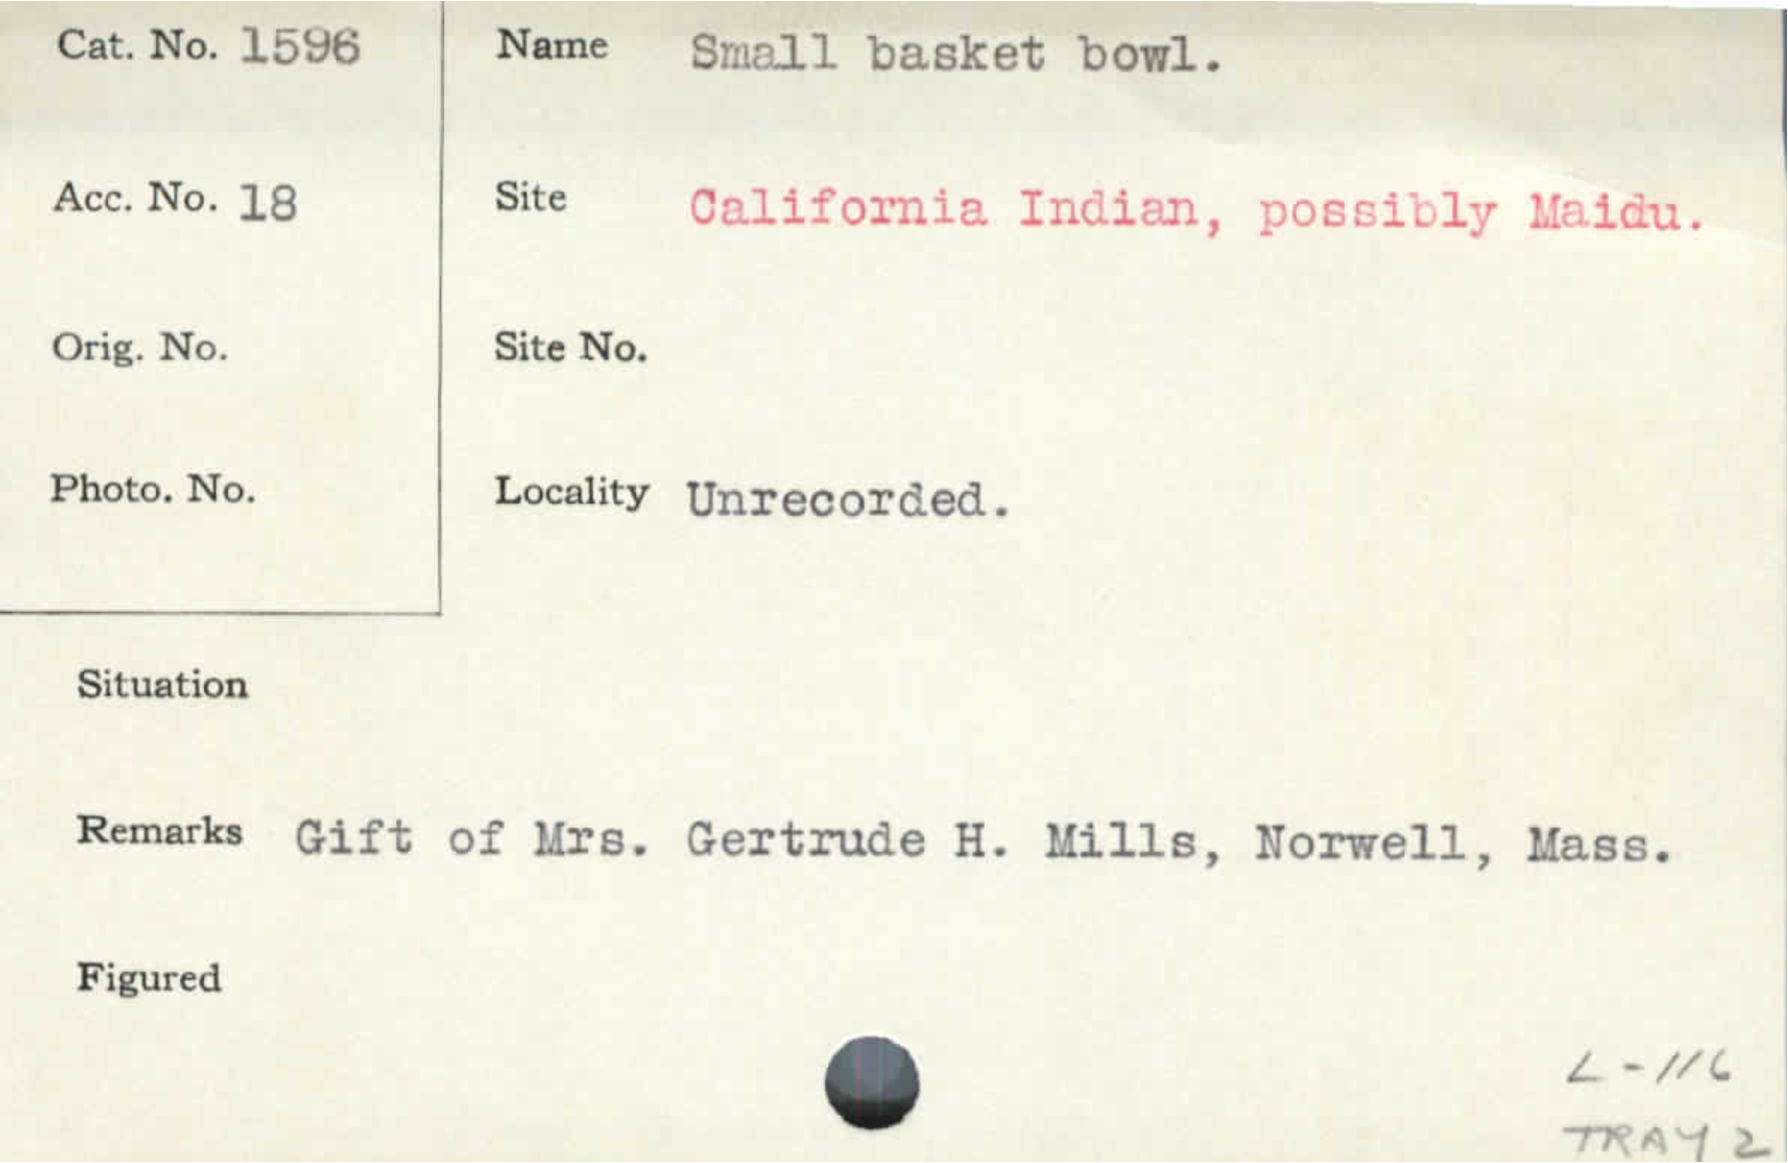 Cat. No. 1596
Name Small basket bowl.
Acc. No. 18
Site California Indian, possibly Maidu.
Orig. No.
Site No.
Photo. No.
Locality Unrecorded.
Situation
Remarks Gift of Mrs. Gertrude H. Mills, Norwell, Mass.
Figured
L-116
TRAY 2